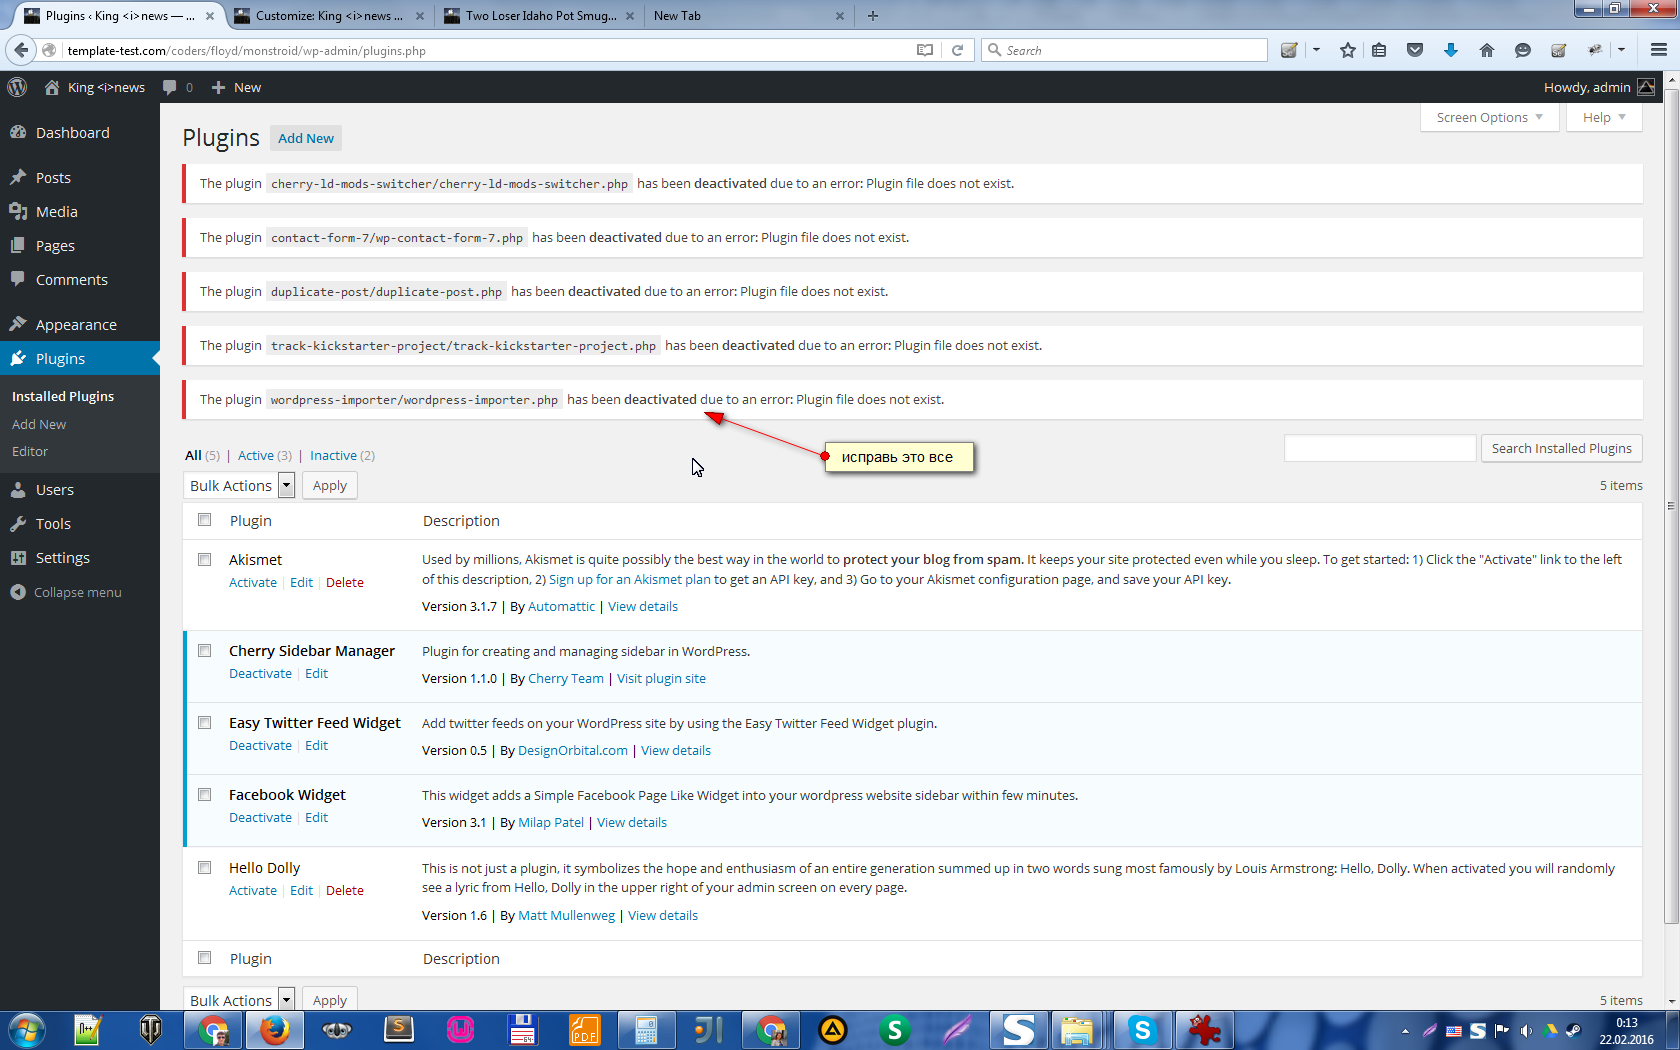 Plugins ‹ King <i>news — ...
Customize: King <i>news ...
Two Loser Idaho Pot Smug...
New Tab
template-test.com/coders/floyd/monstroid/wp-admin/plugins.php
Search
King <i>news
0
New
Howdy, admin
Dashboard
Posts
Media
Pages
Comments
Appearance
Plugins
Installed Plugins
Add New
Editor
Users
Tools
Settings
Collapse menu
Screen Options
Help
Plugins Add New
The plugin cherry-ld-mods-switcher/cherry-ld-mods-switcher.php has been deactivated due to an error: Plugin file does not exist.
The plugin contact-form-7/wp-contact-form-7.php has been deactivated due to an error: Plugin file does not exist.
The plugin duplicate-post/duplicate-post.php has been deactivated due to an error: Plugin file does not exist.
The plugin track-kickstarter-project/track-kickstarter-project.php has been deactivated due to an error: Plugin file does not exist.
The plugin wordpress-importer/wordpress-importer.php has been deactivated due to an error: Plugin file does not exist.
исправь это все
All (5) | Active (3) | Inactive (2)
Search Installed Plugins
Bulk Actions Apply
5 items
Plugin Description
Akismet
Activate | Edit | Delete
Used by millions, Akismet is quite possibly the best way in the world to protect your blog from spam. It keeps your site protected even while you sleep. To get started: 1) Click the "Activate" link to the left
of this description, 2) Sign up for an Akismet plan to get an API key, and 3) Go to your Akismet configuration page, and save your API key.
Version 3.1.7 | By Automattic | View details
Cherry Sidebar Manager
Deactivate | Edit
Plugin for creating and managing sidebar in WordPress.
Version 1.1.0 | By Cherry Team | Visit plugin site
Easy Twitter Feed Widget
Deactivate | Edit
Add twitter feeds on your WordPress site by using the Easy Twitter Feed Widget plugin.
Version 0.5 | By DesignOrbital.com | View details
Facebook Widget
Deactivate | Edit
This widget adds a Simple Facebook Page Like Widget into your wordpress website sidebar within few minutes.
Version 3.1 | By Milap Patel | View details
Hello Dolly
Activate | Edit | Delete
This is not just a plugin, it symbolizes the hope and enthusiasm of an entire generation summed up in two words sung most famously by Louis Armstrong: Hello, Dolly. When activated you will randomly
see a lyric from Hello, Dolly in the upper right of your admin screen on every page.
Version 1.6 | By Matt Mullenweg | View details
Plugin Description
Bulk Actions Apply
5 items
PDF
0:13
22.02.2016